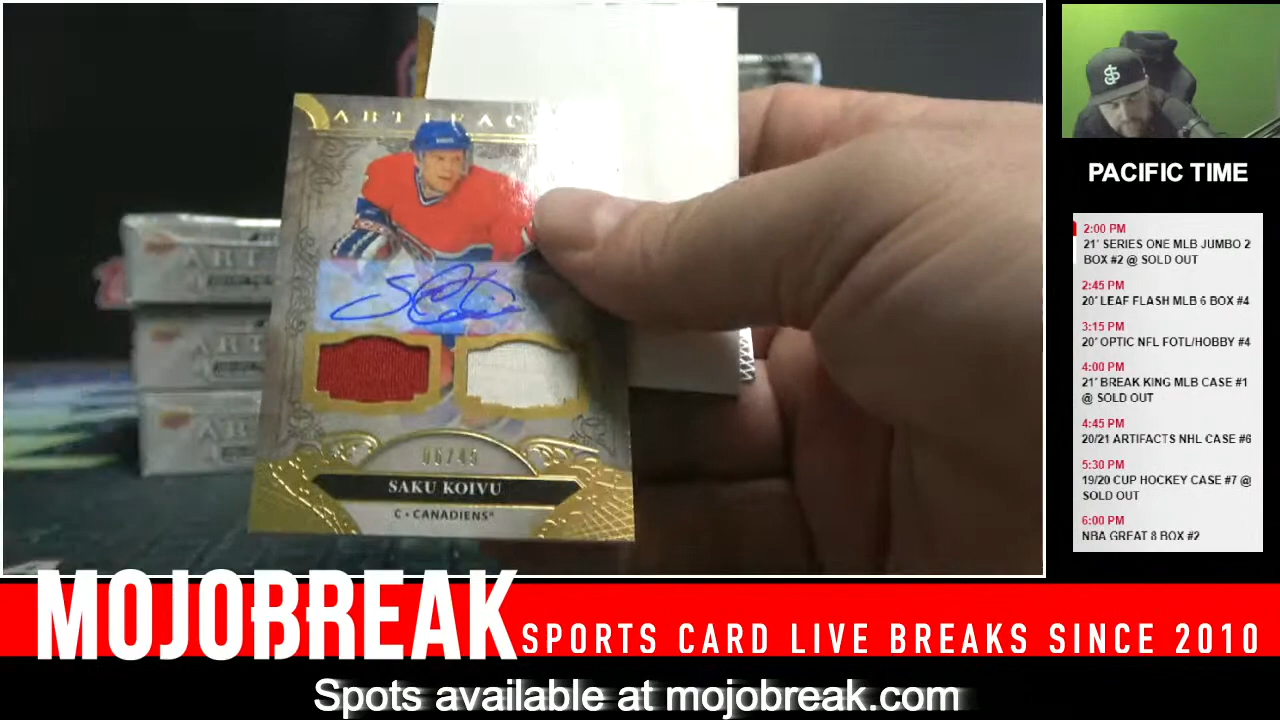 ARTIFAC
06/49
SAKU KOIVU
C • CANADIENS
PACIFIC TIME
2:00 PM
21' SERIES ONE MLB JUMBO 2
BOX #2 @ SOLD OUT
2:45 PM
20' LEAF FLASH MLB 6 BOX #4
3:15 PM
20' OPTIC NFL FOTL/HOBBY #4
4:00 PM
21' BREAK KING MLB CASE #1
@ SOLD OUT
4:45 PM
20/21 ARTIFACTS NHL CASE #6
5:30 PM
19/20 CUP HOCKEY CASE #7 @
SOLD OUT
6:00 PM
NBA GREAT 8 BOX #2
MOJOBREAK
SPORTS CARD LIVE BREAKS SINCE 2010
Spots available at mojobreak.com